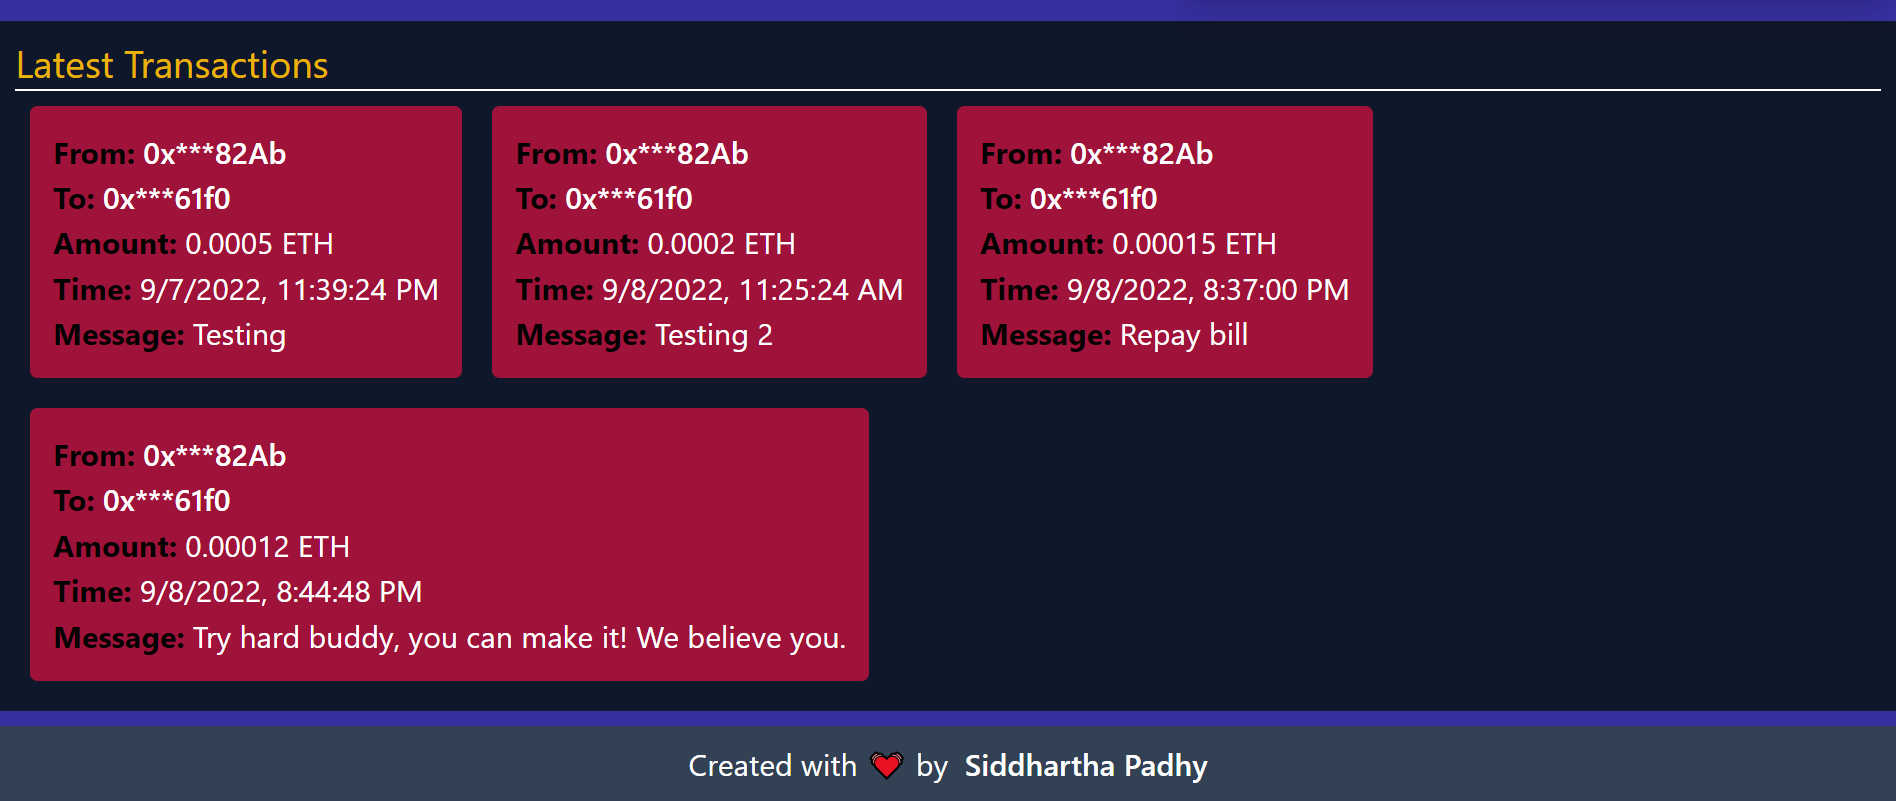 Latest Transactions
From: 0x***82Ab
To: 0x***61f0
Amount: 0.0005 ETH
Time: 9/7/2022, 11:39:24 PM
Message: Testing
From: 0x***82Ab
To: 0x***61f0
Amount: 0.0002 ETH
Time: 9/8/2022, 11:25:24 AM
Message: Testing 2
From: 0x***82Ab
To: 0x***61f0
Amount: 0.00015 ETH
Time: 9/8/2022, 8:37:00 PM
Message: Repay bill
From: 0x***82Ab
To: 0x***61f0
Amount: 0.00012 ETH
Time: 9/8/2022, 8:44:48 PM
Message: Try hard buddy, you can make it! We believe you.
Created with 💓 by Siddhartha Padhy